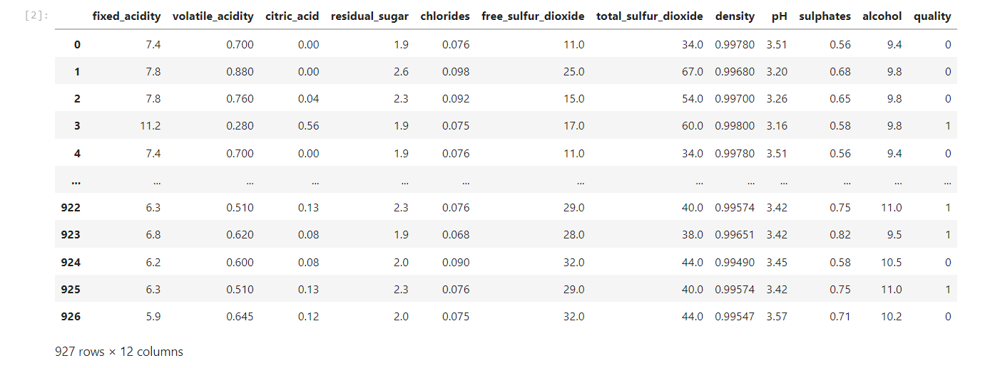 [2]: fixed_acidity volatile_acidity citric_acid residual_sugar chlorides free_sulfur_dioxide total_sulfur_dioxide density pH sulphates alcohol quality
0 7.4 0.700 0.00 1.9 0.076 11.0 34.0 0.99780 3.51 0.56 9.4 0
1 7.8 0.880 0.00 2.6 0.098 25.0 67.0 0.99680 3.20 0.68 9.8 0
2 7.8 0.760 0.04 2.3 0.092 15.0 54.0 0.99700 3.26 0.65 9.8 0
3 11.2 0.280 0.56 1.9 0.075 17.0 60.0 0.99800 3.16 0.58 9.8 1
4 7.4 0.700 0.00 1.9 0.076 11.0 34.0 0.99780 3.51 0.56 9.4 0
... ... ... ... ... ... ... ... ... ... ... ... ...
922 6.3 0.510 0.13 2.3 0.076 29.0 40.0 0.99574 3.42 0.75 11.0 1
923 6.8 0.620 0.08 1.9 0.068 28.0 38.0 0.99651 3.42 0.82 9.5 1
924 6.2 0.600 0.08 2.0 0.090 32.0 44.0 0.99490 3.45 0.58 10.5 0
925 6.3 0.510 0.13 2.3 0.076 29.0 40.0 0.99574 3.42 0.75 11.0 1
926 5.9 0.645 0.12 2.0 0.075 32.0 44.0 0.99547 3.57 0.71 10.2 0
927 rows × 12 columns